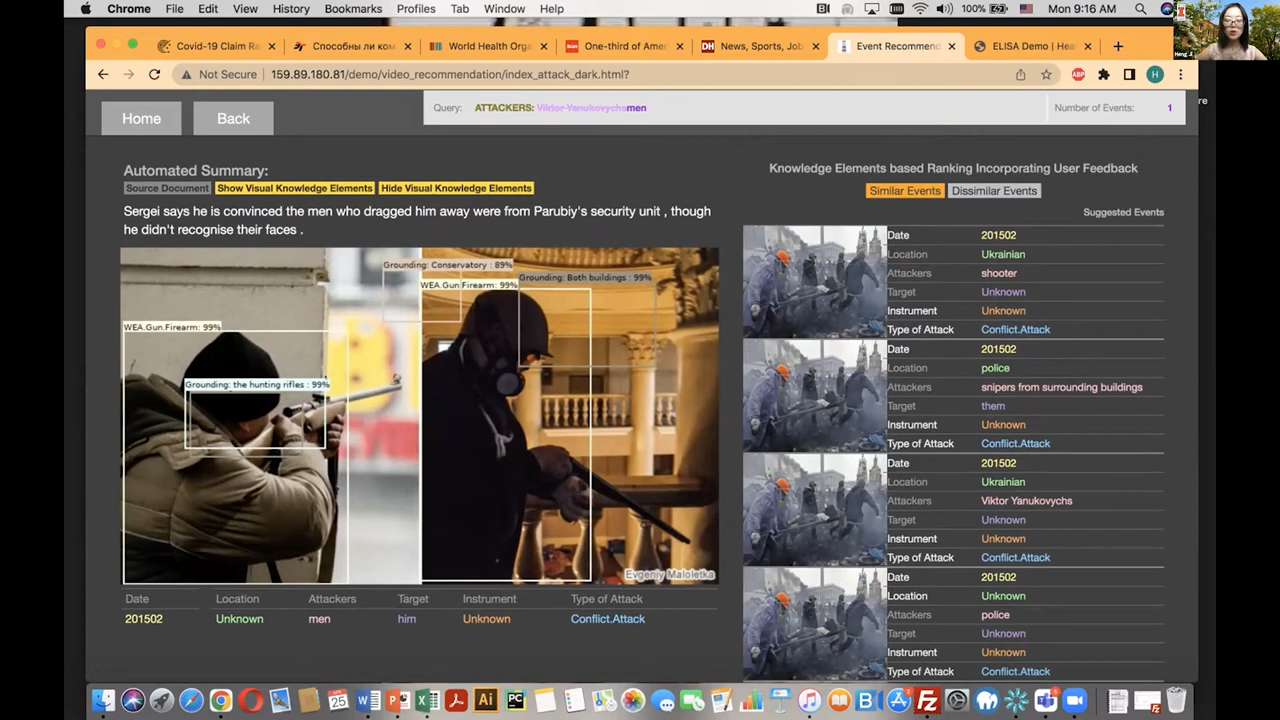 Chrome File Edit View History Bookmarks Profiles Tab Window Help 100% Mon 9:16 AM
Heng Ji
Covid-19 Claim Ra
Способны ли ком
World Health Orga
One-third of Amer
News, Sports, Job
Event Recommend
ELISA Demo | Hea
Not Secure 159.89.180.81/demo/video_recommendation/index_attack_dark.html?
ABP
H
Home Back
Query: ATTACKERS: Viktor Yanukovychsmen Number of Events: 1
Automated Summary:
Source Document Show Visual Knowledge Elements Hide Visual Knowledge Elements
Sergei says he is convinced the men who dragged him away were from Parubiy's security unit , though
he didn't recognise their faces .
Grounding: Conservatory : 89%
Grounding: Both buildings : 99%
WEA.Gun.Firearm: 99%
WEA.Gun.Firearm: 99%
Grounding: the hunting rifles : 99%
Evgeniy Maloletka
Date Location Attackers Target Instrument Type of Attack
201502 Unknown men him Unknown Conflict.Attack
Knowledge Elements based Ranking Incorporating User Feedback
Similar Events Dissimilar Events
Suggested Events
Date 201502
Location Ukrainian
Attackers shooter
Target Unknown
Instrument Unknown
Type of Attack Conflict.Attack
Date 201502
Location police
Attackers snipers from surrounding buildings
Target them
Instrument Unknown
Type of Attack Conflict.Attack
Date 201502
Location Ukrainian
Attackers Viktor Yanukovychs
Target Unknown
Instrument Unknown
Type of Attack Conflict.Attack
Date 201502
Location Unknown
Attackers police
Target Unknown
Instrument Unknown
Type of Attack Conflict.Attack